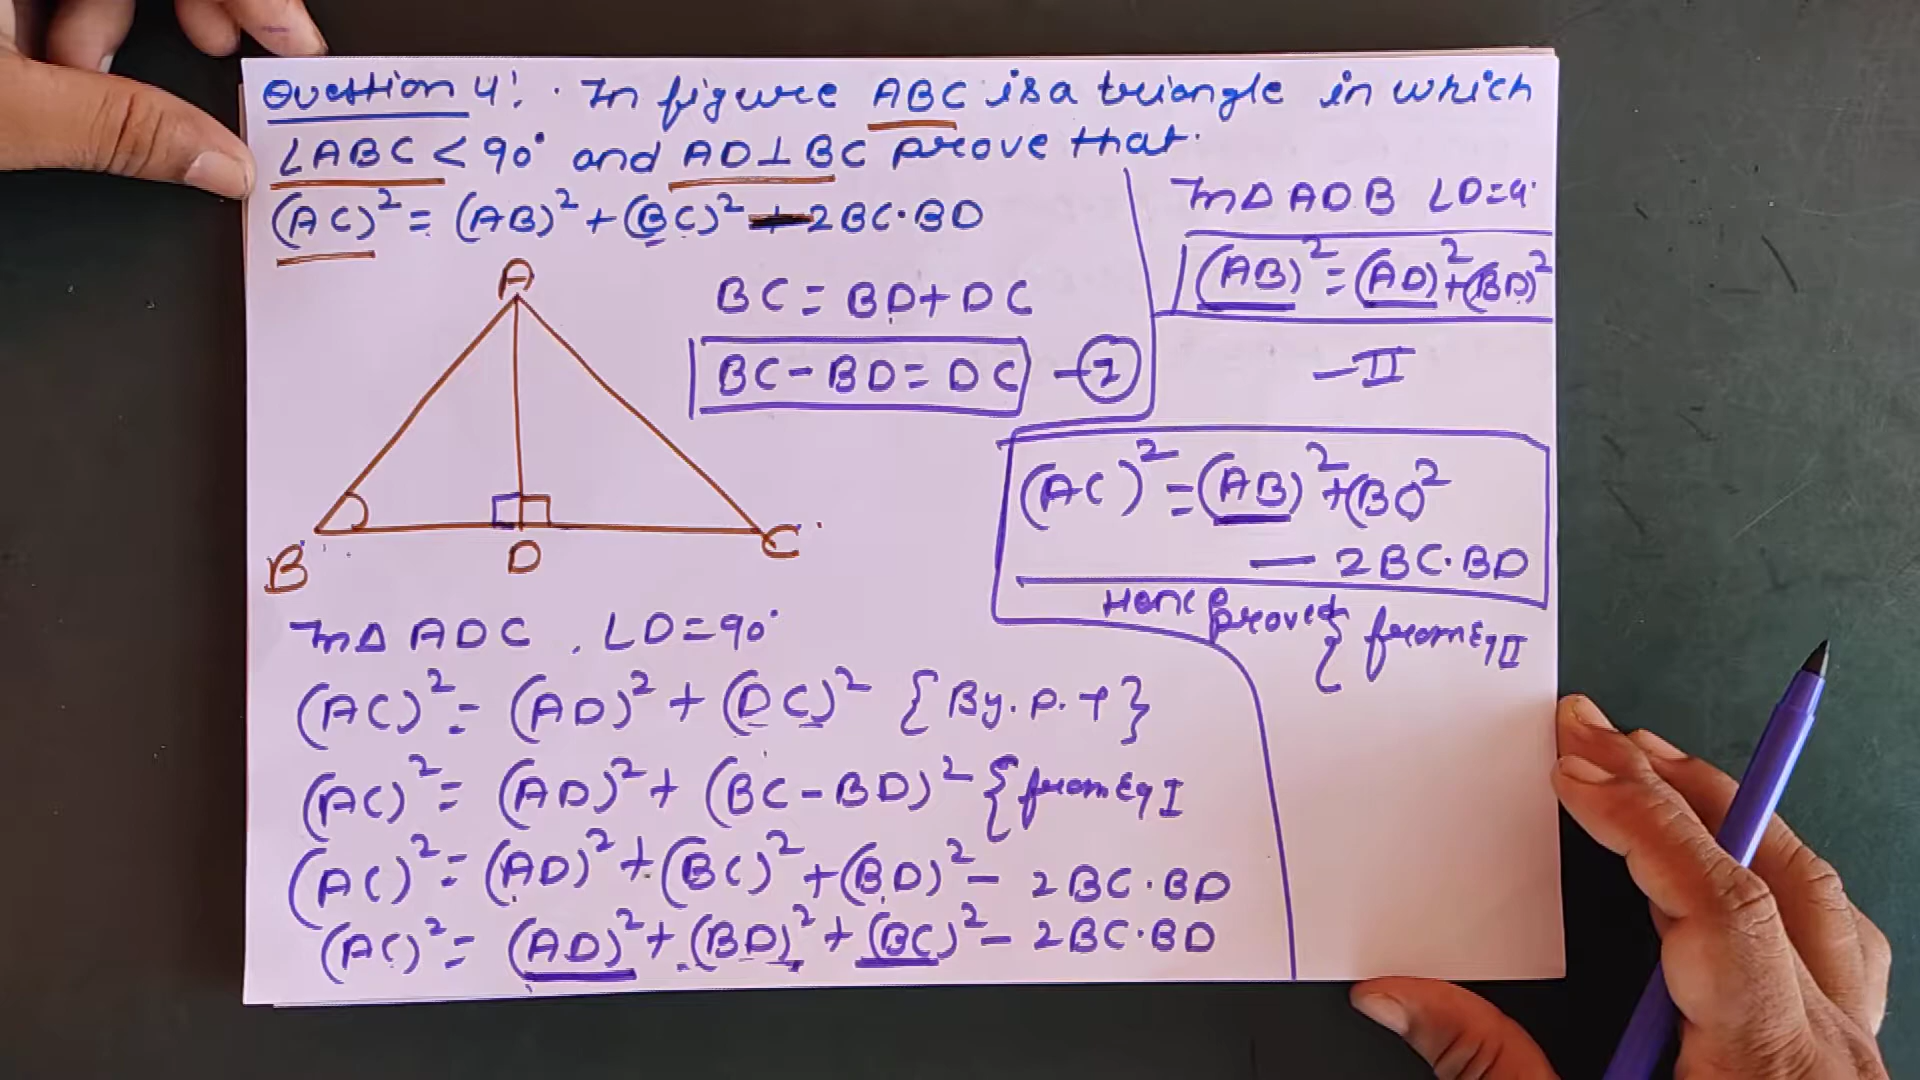 Question 4:. In figure ABC is a triangle in which
∠ABC < 90° and AD⊥BC prove that.
(AC)² = (AB)² + (BC)² - 2BC·BD
A
B
D
C
BC = BD + DC
BC - BD = DC - I
In Δ ADC, ∠D = 90°
(AC)² = (AD)² + (DC)² {By. P. T}
(AC)² = (AD)² + (BC - BD)² {from Eq I
(AC)² = (AD)² + (BC)² + (BD)² - 2BC·BD
(AC)² = (AD)² + (BD)² + (BC)² - 2BC·BD
In Δ ADB ∠D = 9°
(AB)² = (AD)² + (BD)²
- II
(AC)² = (AB)² + (BC)²
- 2BC·BD
Hence proved { from Eq II